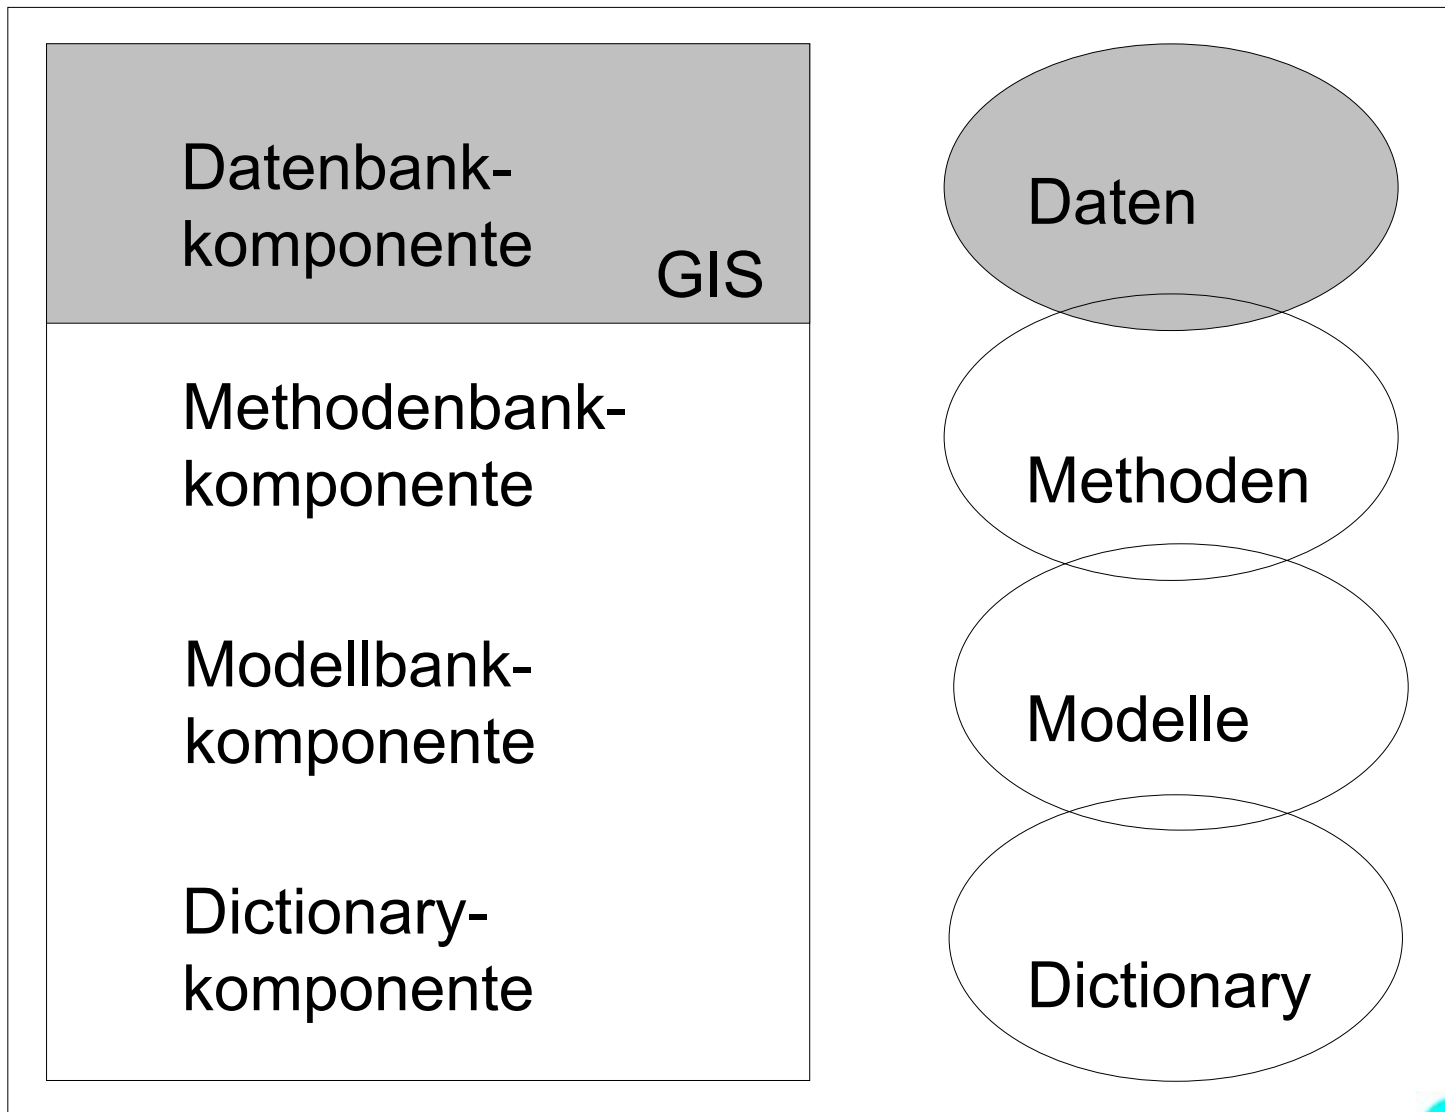 Datenbank-
komponente
GIS
Daten
Methodenbank-
komponente
Methoden
Modellbank-
komponente
Modelle
Dictionary-
komponente
Dictionary